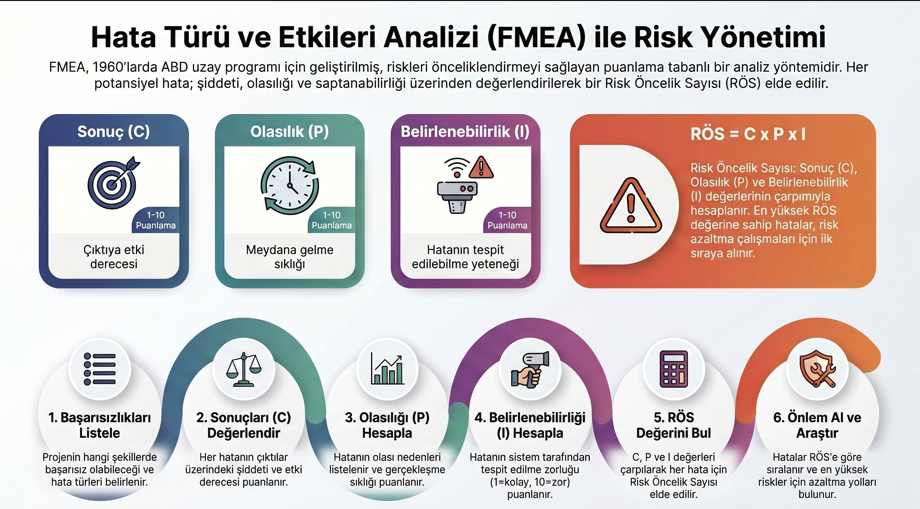 Hata Türü ve Etkileri Analizi (FMEA) ile Risk Yönetimi
FMEA, 1960'larda ABD uzay programı için geliştirilmiş, riskleri önceliklendirmeyi sağlayan puanlama tabanlı bir analiz yöntemidir. Her
potansiyel hata; şiddeti, olasılığı ve saptanabilirliği üzerinden değerlendirilerek bir Risk Öncelik Sayısı (RÖS) elde edilir.
Sonuç (C)
1-10
Puanlama
Çıktıya etki
derecesi
Olasılık (P)
1-10
Puanlama
Meydana gelme
sıklığı
Belirlenebilirlik (I)
1-10
Puanlama
Hatanın tespit
edilebilme yeteneği
RÖS = C x P x I
Risk Öncelik Sayısı: Sonuç (C),
Olasılık (P) ve Belirlenebilirlik
(I) değerlerinin çarpımıyla
hesaplanır. En yüksek RÖS
değerine sahip hatalar, risk
azaltma çalışmaları için ilk
sıraya alınır.
1. Başarısızlıkları
Listele
Projenin hangi şekillerde
başarısız olabileceği ve
hata türleri belirlenir.
2. Sonuçları (C)
Değerlendir
Her hatanın çıktılar
üzerindeki şiddeti ve etki
derecesi puanlanır.
3. Olasılığı (P)
Hesapla
Hatanın olası nedenleri
listelenir ve gerçekleşme
sıklığı puanlanır.
4. Belirlenebilirliği
(I) Hesapla
Hatanın sistem tarafından
tespit edilme zorluğu
(1=kolay, 10=zor)
puanlanır.
5. RÖS
Değerini Bul
C, P ve I değerleri
çarpılarak her hata için
Risk Öncelik Sayısı
elde edilir.
6. Önlem Al ve
Araştır
Hatalar RÖS'e göre
sıralanır ve en yüksek
riskler için azaltma yolları
bulunur.